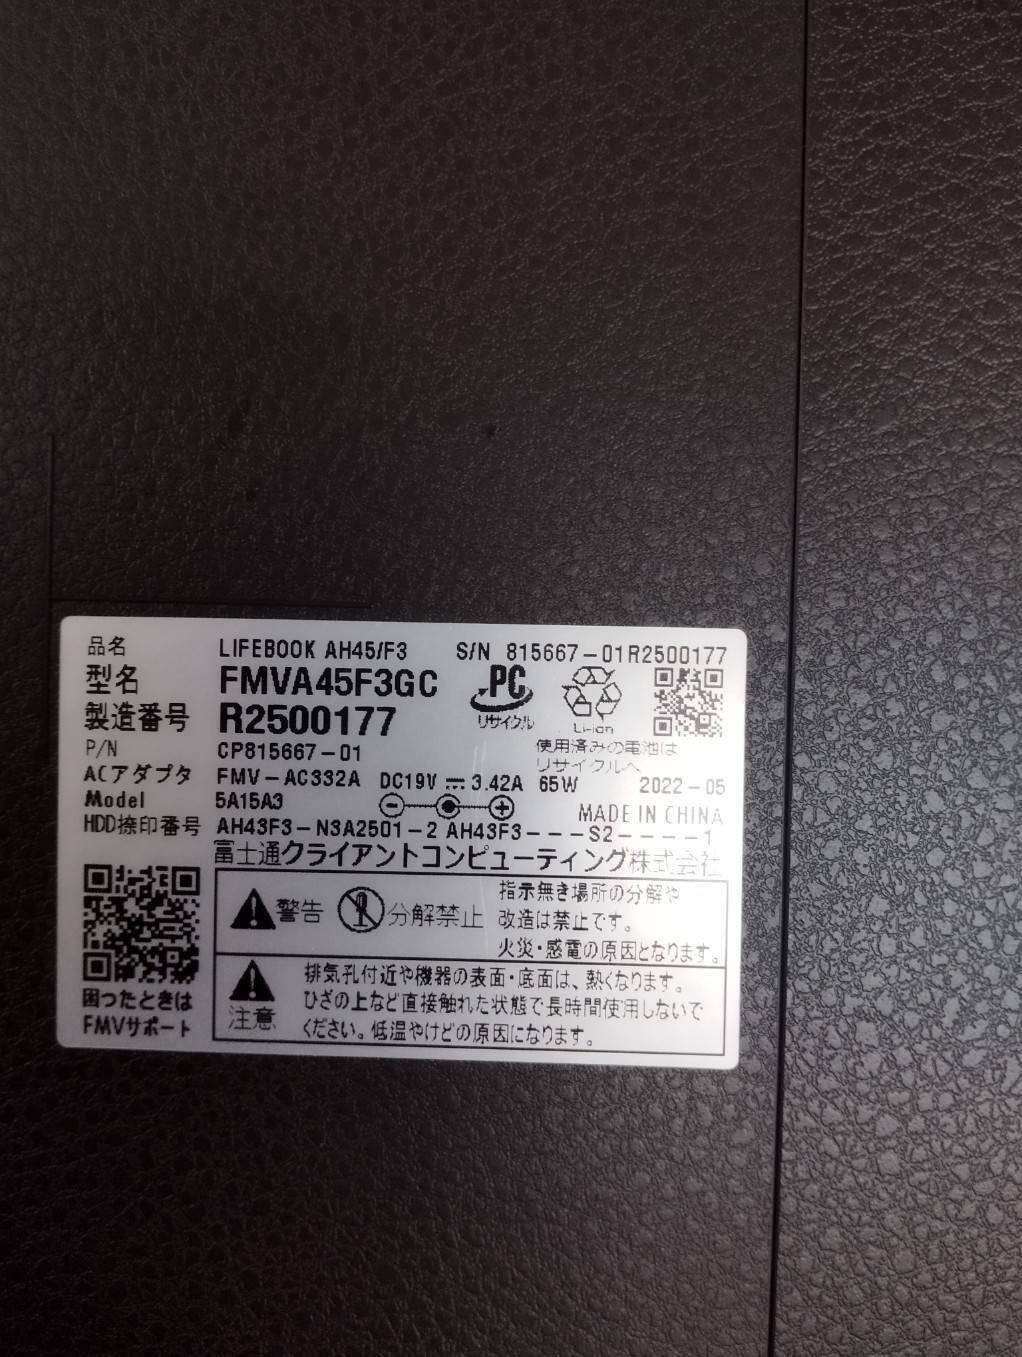 品名 LIFEBOOK AH45/F3 S/N 815667-01R2500177
型名 FMVA45F3GC
PC
リサイクル
Li-ion
製造番号 R2500177
使用済みの電池は
リサイクルへ
P/N CP815667-01
ACアダプタ FMV-AC332A DC19V ⎓ 3.42A 65W 2022-05
Model 5A15A3 MADE IN CHINA
HDD捺印番号 AH43F3-N3A2501-2 AH43F3---S2----1
富士通クライアントコンピューティング株式会社
警告 分解禁止
指示無き場所の分解や
改造は禁止です。
火災・感電の原因となります。
注意
排気孔付近や機器の表面・底面は、熱くなります。
ひざの上など直接触れた状態で長時間使用しないで
ください。低温やけどの原因になります。
困ったときは
FMVサポート